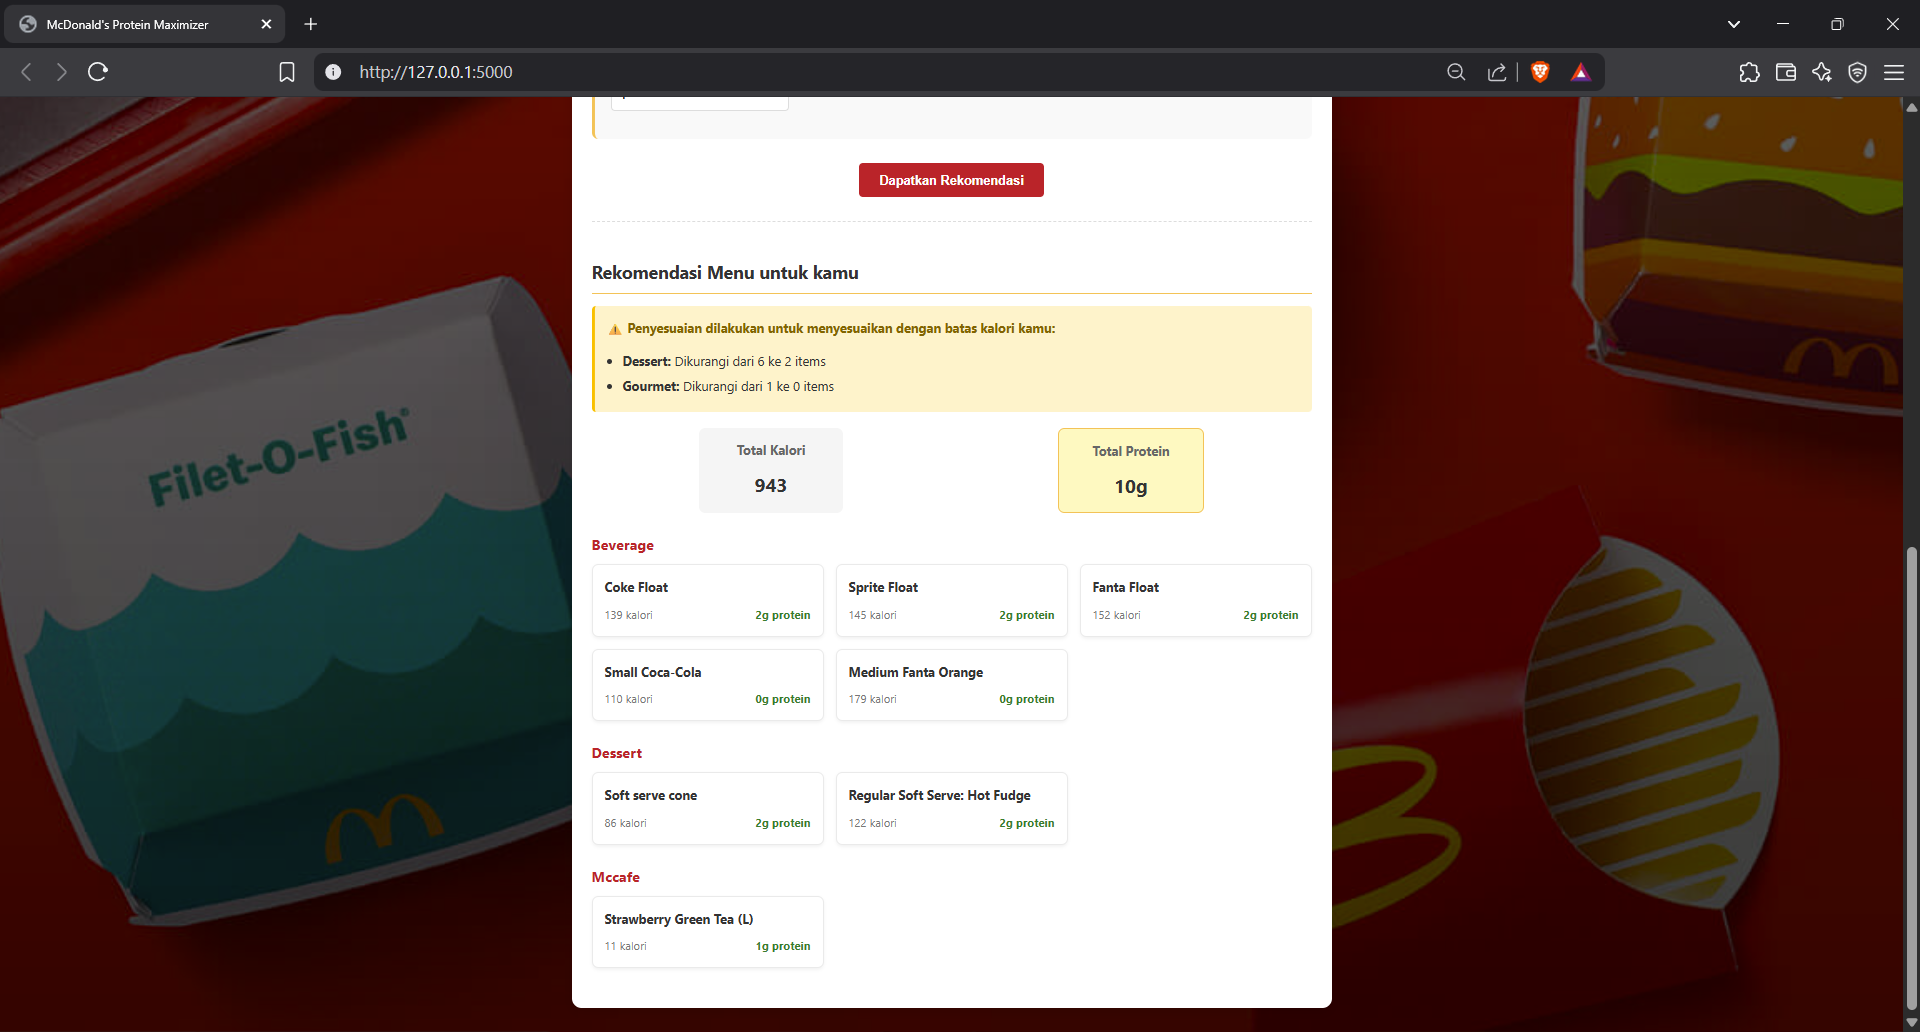 McDonald's Protein Maximizer
http://127.0.0.1:5000
Dapatkan Rekomendasi
Rekomendasi Menu untuk kamu
⚠️ Penyesuaian dilakukan untuk menyesuaikan dengan batas kalori kamu:
• Dessert: Dikurangi dari 6 ke 2 items
• Gourmet: Dikurangi dari 1 ke 0 items
Total Kalori
943
Total Protein
10g
Beverage
Coke Float
139 kalori 2g protein
Sprite Float
145 kalori 2g protein
Fanta Float
152 kalori 2g protein
Small Coca-Cola
110 kalori 0g protein
Medium Fanta Orange
179 kalori 0g protein
Dessert
Soft serve cone
86 kalori 2g protein
Regular Soft Serve: Hot Fudge
122 kalori 2g protein
Mccafe
Strawberry Green Tea (L)
11 kalori 1g protein
Filet-O-Fish®